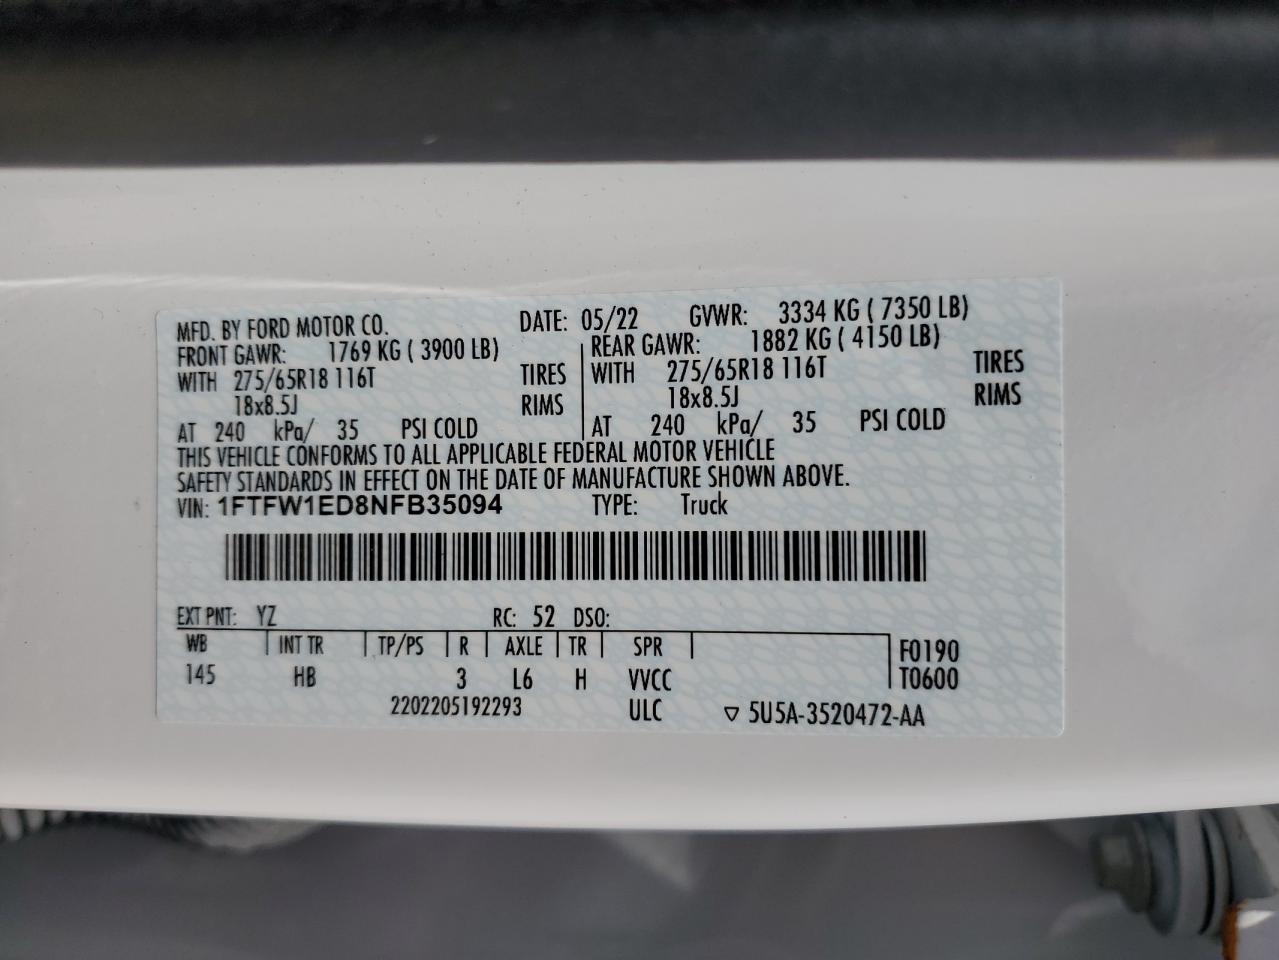 MFD. BY FORD MOTOR CO. DATE: 05/22 GVWR: 3334 KG ( 7350 LB)
FRONT GAWR: 1769 KG ( 3900 LB) REAR GAWR: 1882 KG ( 4150 LB)
WITH 275/65R18 116T TIRES WITH 275/65R18 116T TIRES
18x8.5J RIMS 18x8.5J RIMS
AT 240 kPa/ 35 PSI COLD AT 240 kPa/ 35 PSI COLD
THIS VEHICLE CONFORMS TO ALL APPLICABLE FEDERAL MOTOR VEHICLE
SAFETY STANDARDS IN EFFECT ON THE DATE OF MANUFACTURE SHOWN ABOVE.
VIN: 1FTFW1ED8NFB35094 TYPE: Truck
EXT PNT: YZ RC: 52 DSO:
WB INT TR TP/PS R AXLE TR SPR F0190
145 HB 3 L6 H VVCC T0600
2202205192293 ULC ▽ 5U5A-3520472-AA